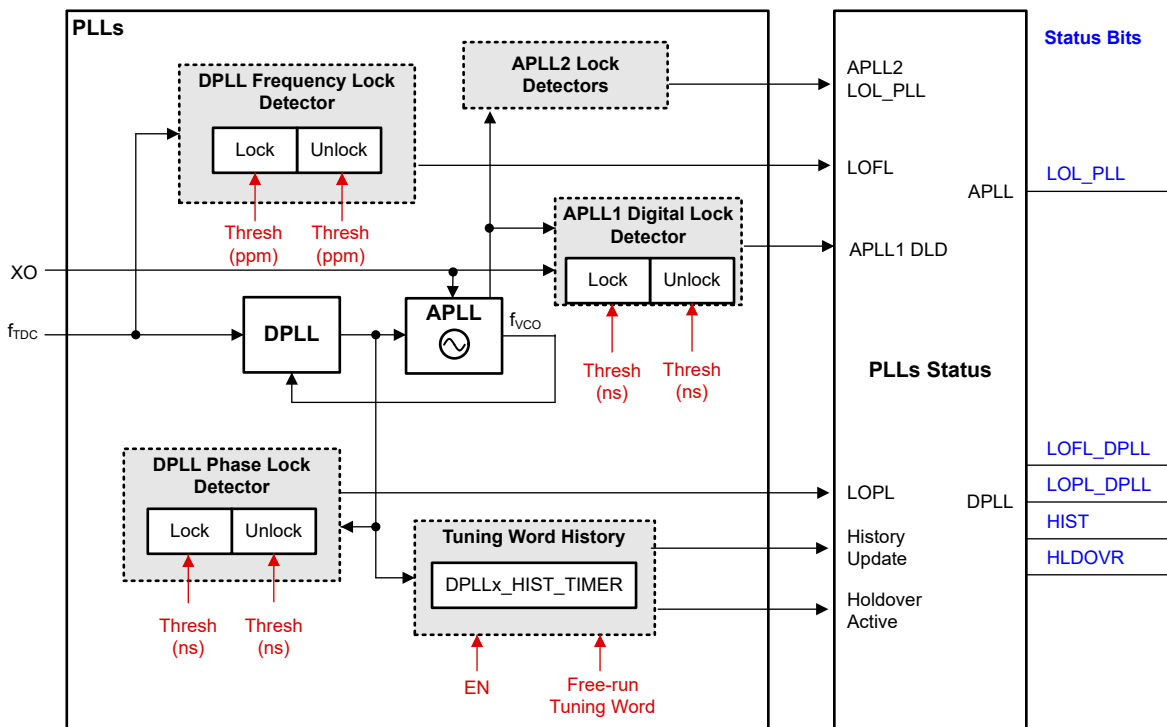 PLLs
Status Bits
DPLL Frequency Lock
Detector
Lock
Unlock
Thresh
(ppm)
Thresh
(ppm)
APLL2 Lock
Detectors
APLL2
LOL_PLL
LOFL
APLL
LOL_PLL
APLL1 Digital Lock
Detector
Lock
Unlock
Thresh
(ns)
Thresh
(ns)
APLL1 DLD
XO
fTDC
DPLL
APLL
fVCO
PLLs Status
DPLL Phase Lock
Detector
Lock
Unlock
Thresh
(ns)
Thresh
(ns)
LOPL
DPLL
LOFL_DPLL
LOPL_DPLL
HIST
HLDOVR
Tuning Word History
DPLLx_HIST_TIMER
History
Update
Holdover
Active
EN
Free-run
Tuning Word